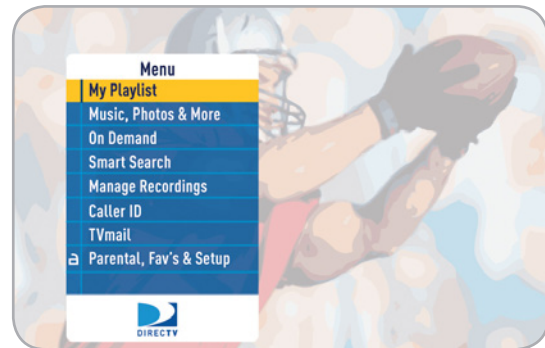 Menu
My Playlist
Music, Photos & More
On Demand
Smart Search
Manage Recordings
Caller ID
TVmail
a Parental, Fav's & Setup
DIRECTV